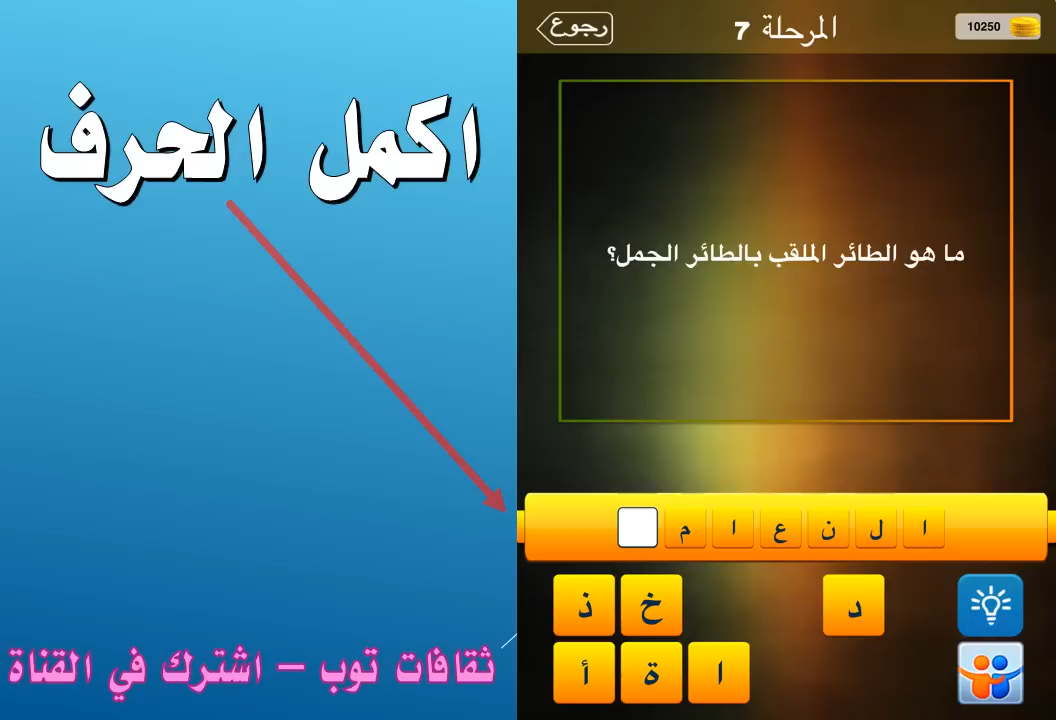 اكمل الحرف
ثقافات توب – اشترك في القناة
رجوع
المرحلة 7
10250
ما هو الطائر الملقب بالطائر الجمل؟
ا ل ن ع ا م
ذ خ د
أ ة ا